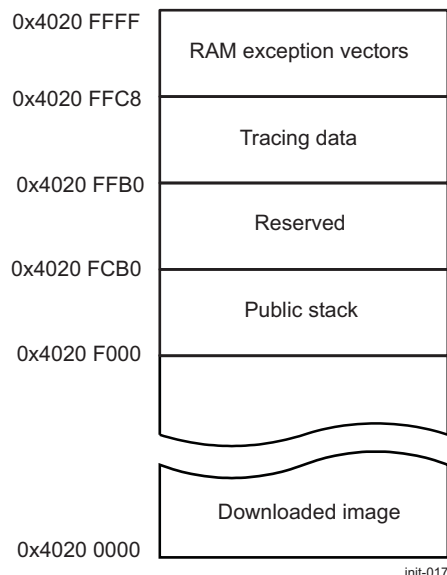 0x4020 FFFF
RAM exception vectors
0x4020 FFC8
Tracing data
0x4020 FFB0
Reserved
0x4020 FCB0
Public stack
0x4020 F000
Downloaded image
0x4020 0000
init-017